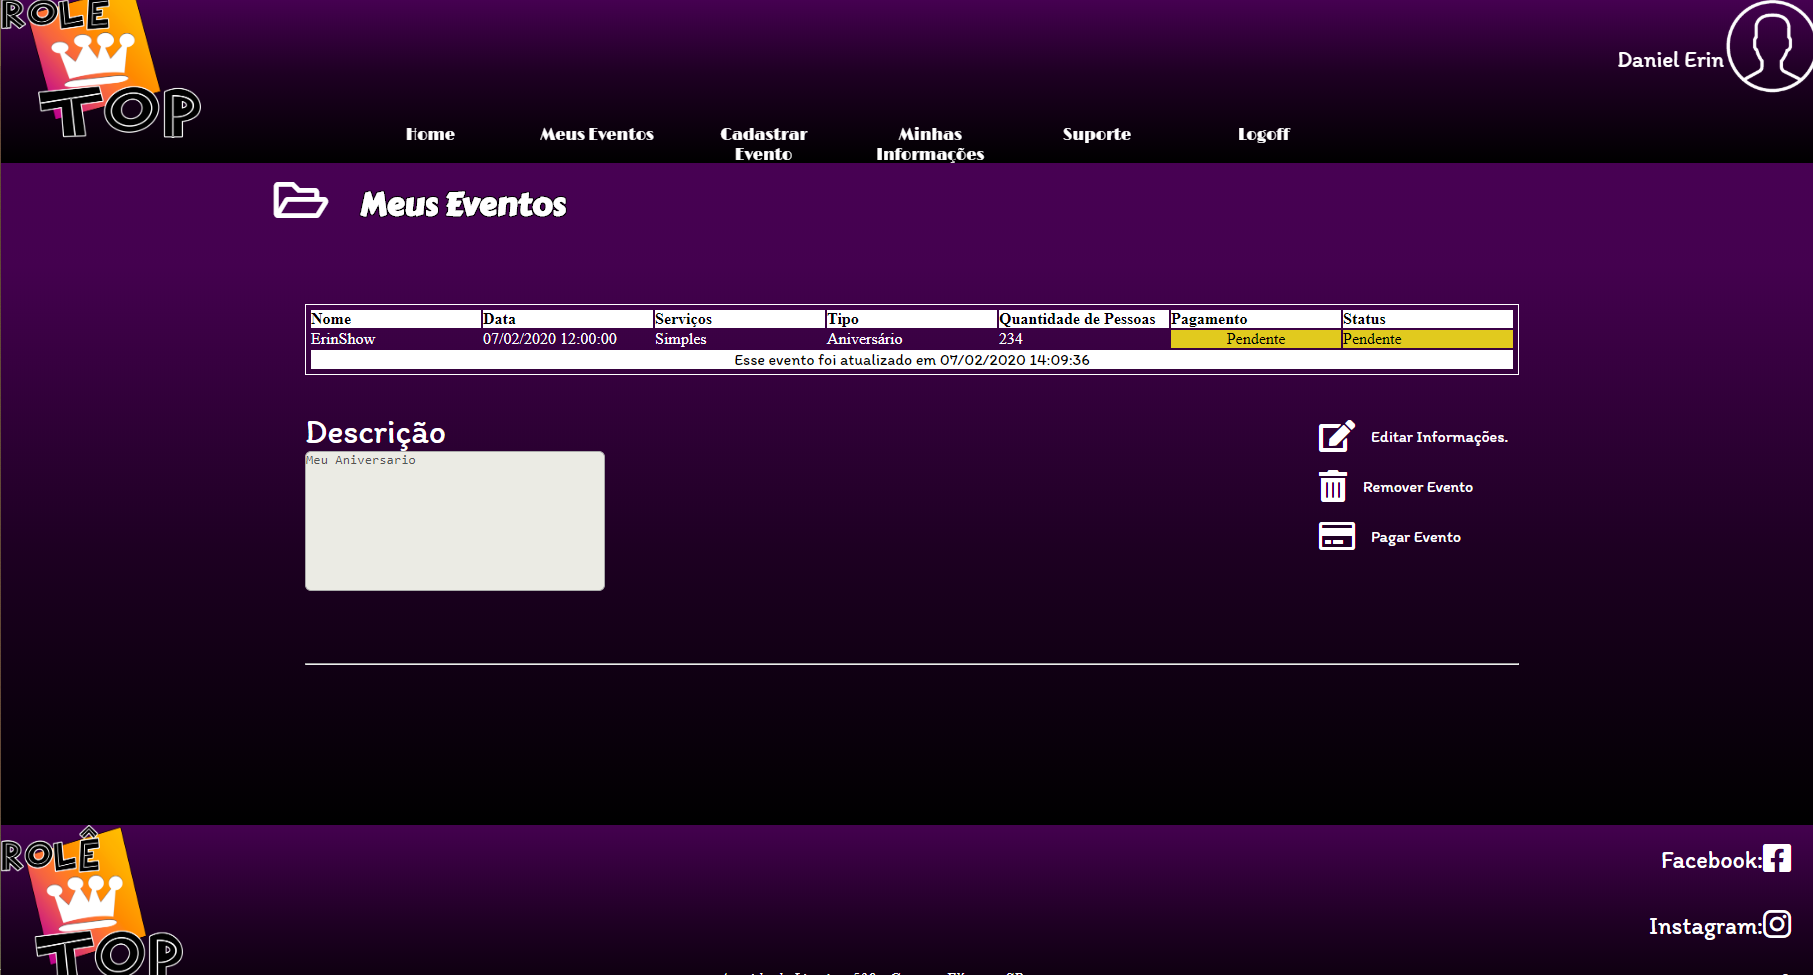 ROLÊ
TOP
Daniel Erin
Home
Meus Eventos
Cadastrar
Evento
Minhas
Informações
Suporte
Logoff
Meus Eventos
Nome Data Serviços Tipo Quantidade de Pessoas Pagamento Status
ErinShow 07/02/2020 12:00:00 Simples Aniversário 234 Pendente Pendente
Esse evento foi atualizado em 07/02/2020 14:09:36
Descrição
Meu Aniversario
Editar Informações.
Remover Evento
Pagar Evento
ROLÊ
TOP
Facebook:
Instagram: